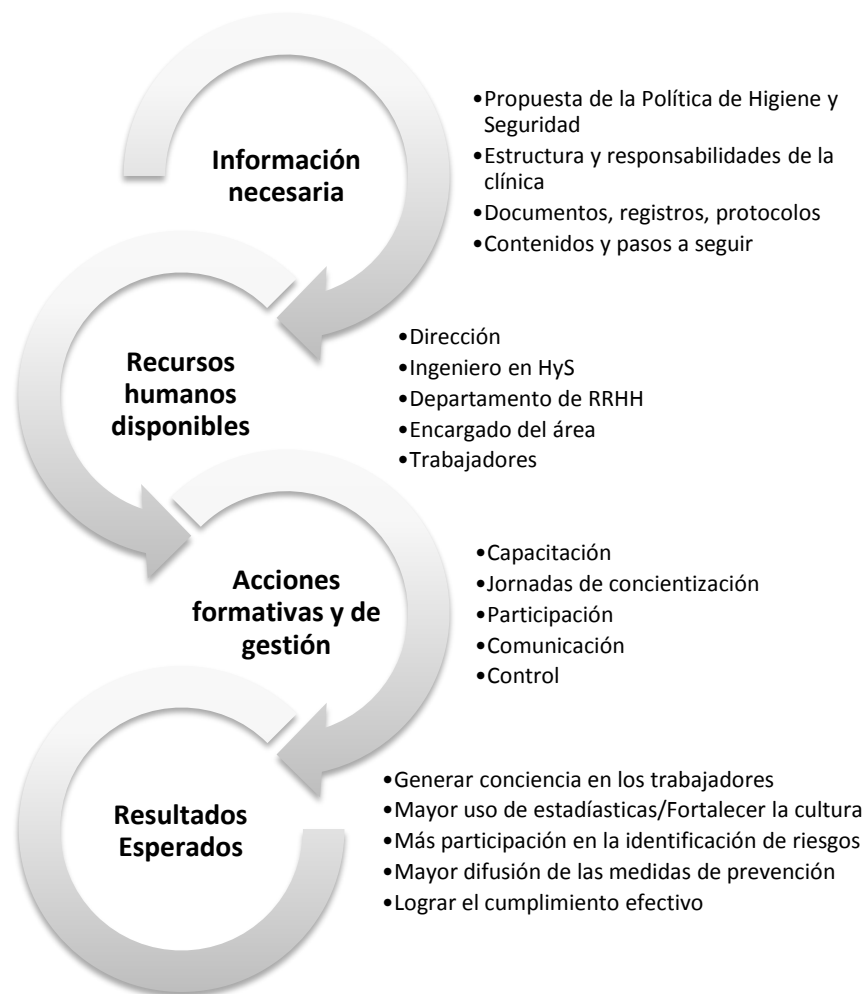 Información
necesaria
•Propuesta de la Política de Higiene y
Seguridad
•Estructura y responsabilidades de la
clínica
•Documentos, registros, protocolos
•Contenidos y pasos a seguir
Recursos
humanos
disponibles
•Dirección
•Ingeniero en HyS
•Departamento de RRHH
•Encargado del área
•Trabajadores
Acciones
formativas y de
gestión
•Capacitación
•Jornadas de concientización
•Participación
•Comunicación
•Control
Resultados
Esperados
•Generar conciencia en los trabajadores
•Mayor uso de estadíasticas/Fortalecer la cultura
•Más participación en la identificación de riesgos
•Mayor difusión de las medidas de prevención
•Lograr el cumplimiento efectivo